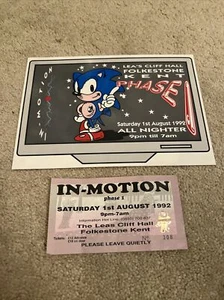 LEA'S CLIFF HALL
FOLKESTONE
KENT
PHASE 1
Saturday 1st August 1992
ALL NIGHTER
9pm till 7am
IN MOTION
IN-MOTION
phase 1
SATURDAY 1st AUGUST 1992
9pm-7am
The Leas Cliff Hall
Folkestone Kent
PLEASE LEAVE QUIETLY